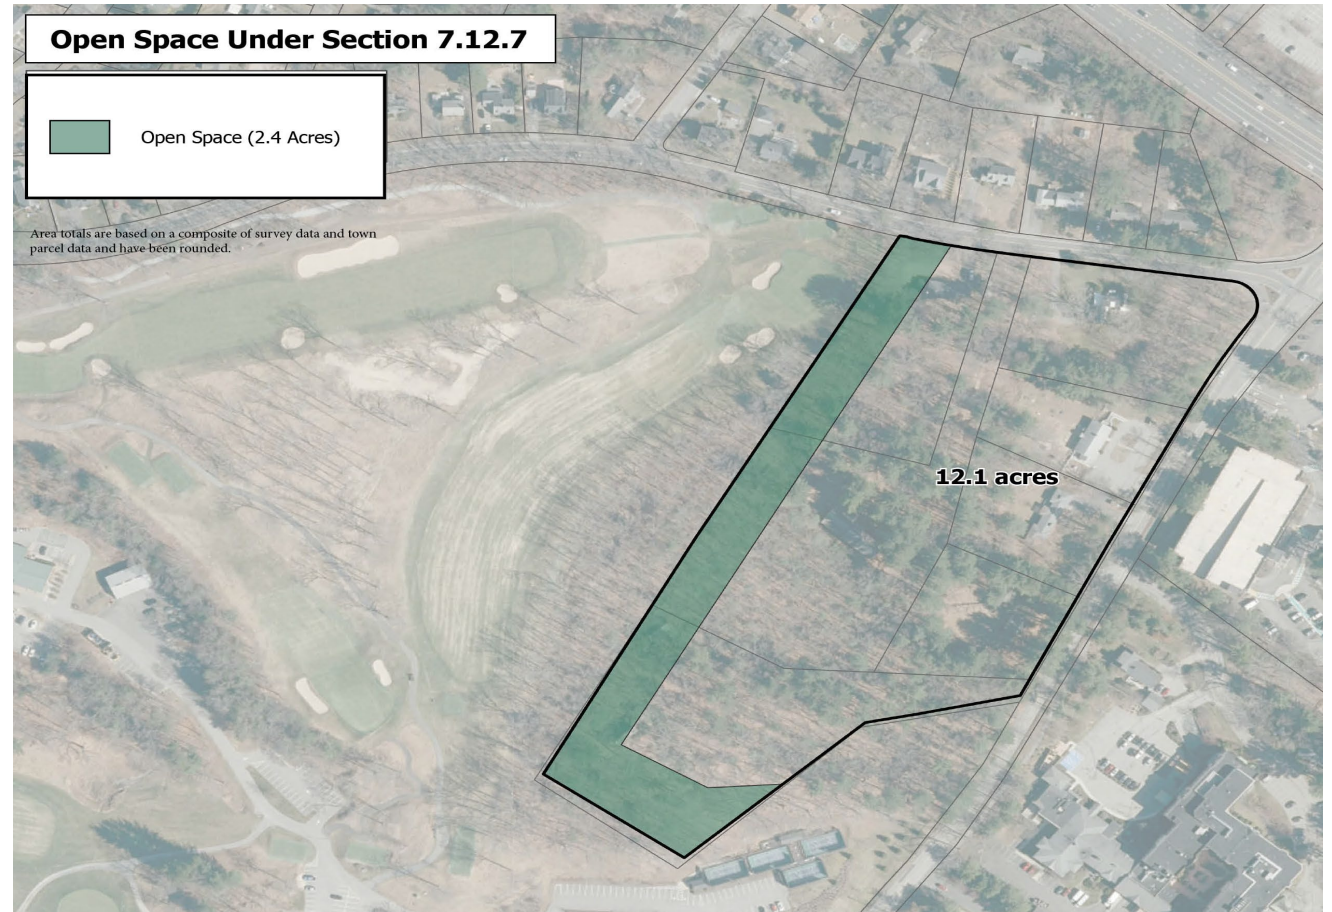 Open Space Under Section 7.12.7
Open Space (2.4 Acres)
Area totals are based on a composite of survey data and town
parcel data and have been rounded.
12.1 acres